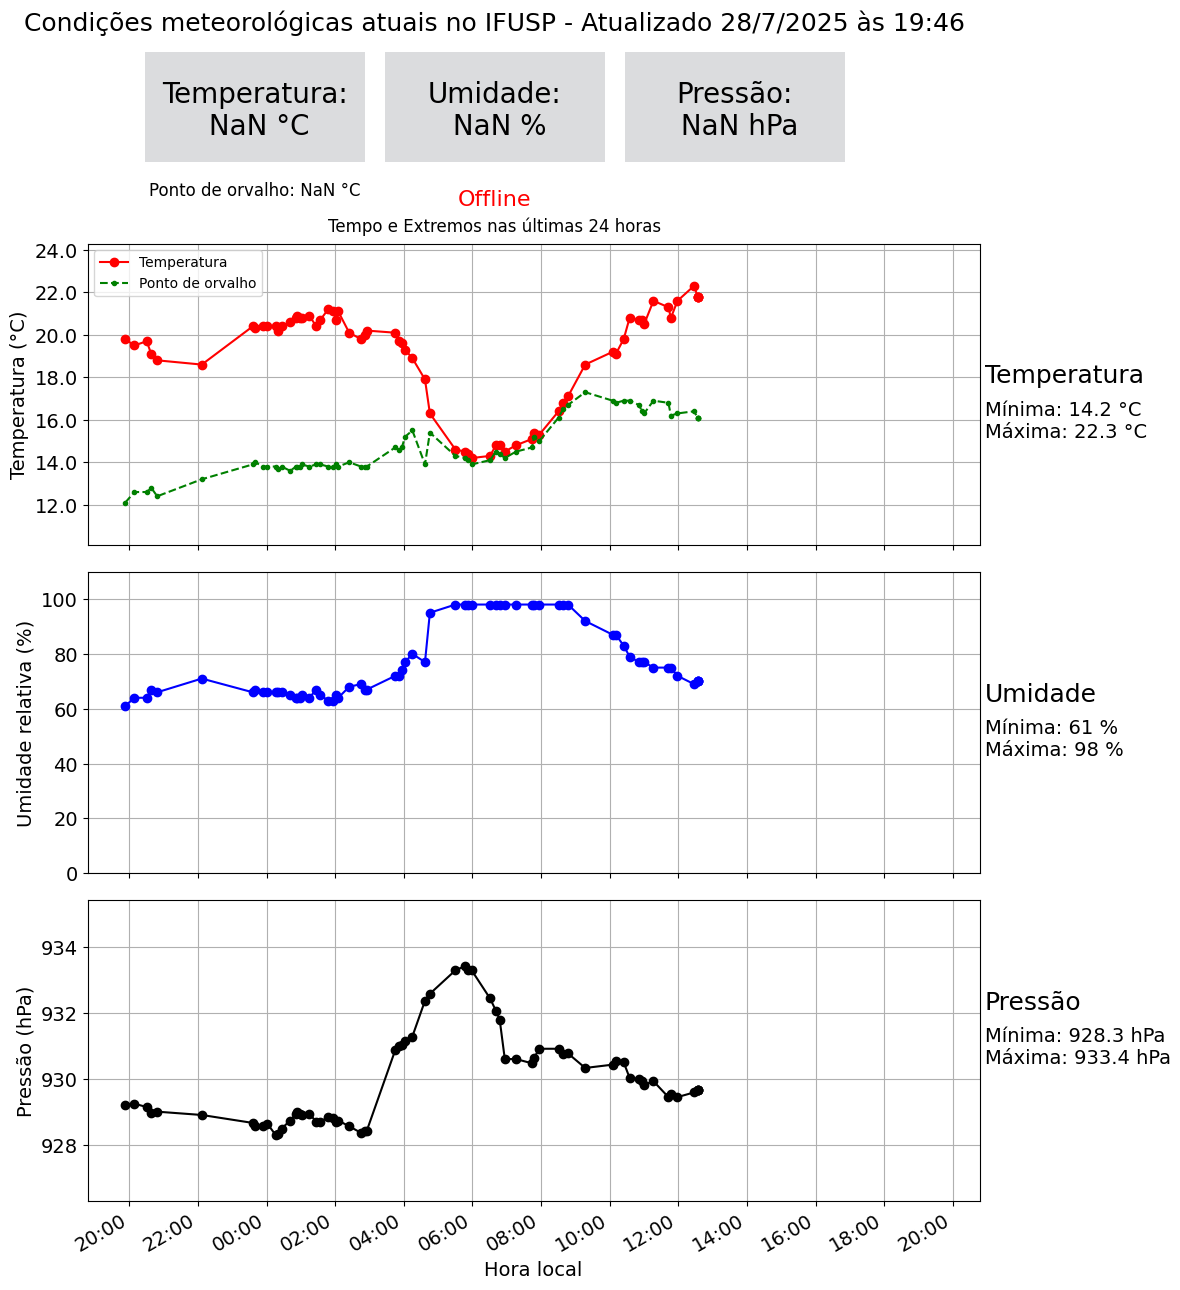 Condições meteorológicas atuais no IFUSP - Atualizado 28/7/2025 às 19:46
Temperatura:
NaN °C
Umidade:
NaN %
Pressão:
NaN hPa
Ponto de orvalho: NaN °C
Offline
Tempo e Extremos nas últimas 24 horas
Temperatura
Ponto de orvalho
Temperatura (°C)
24.0
22.0
20.0
18.0
16.0
14.0
12.0
Temperatura
Mínima: 14.2 °C
Máxima: 22.3 °C
Umidade relativa (%)
100
80
60
40
20
0
Umidade
Mínima: 61 %
Máxima: 98 %
Pressão (hPa)
934
932
930
928
Pressão
Mínima: 928.3 hPa
Máxima: 933.4 hPa
20:00 22:00 00:00 02:00 04:00 06:00 08:00 10:00 12:00 14:00 16:00 18:00 20:00
Hora local